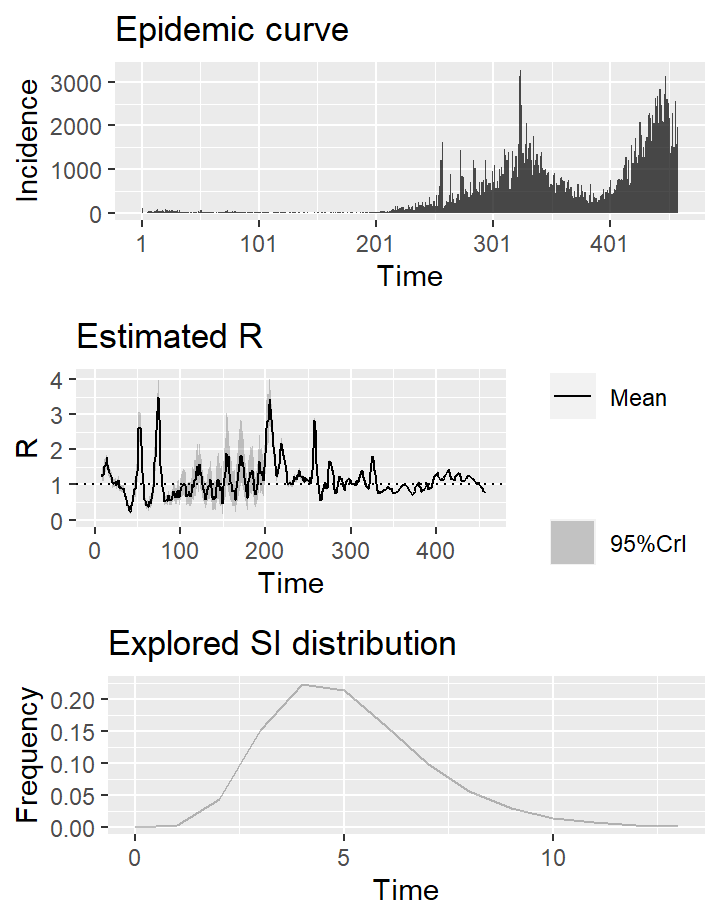 Epidemic curve
Incidence
3000
2000
1000
0
1 101 201 301 401
Time
Estimated R
R
4
3
2
1
0
0 100 200 300 400
Time
Mean
95%CrI
Explored SI distribution
Frequency
0.20
0.15
0.10
0.05
0.00
0 5 10
Time